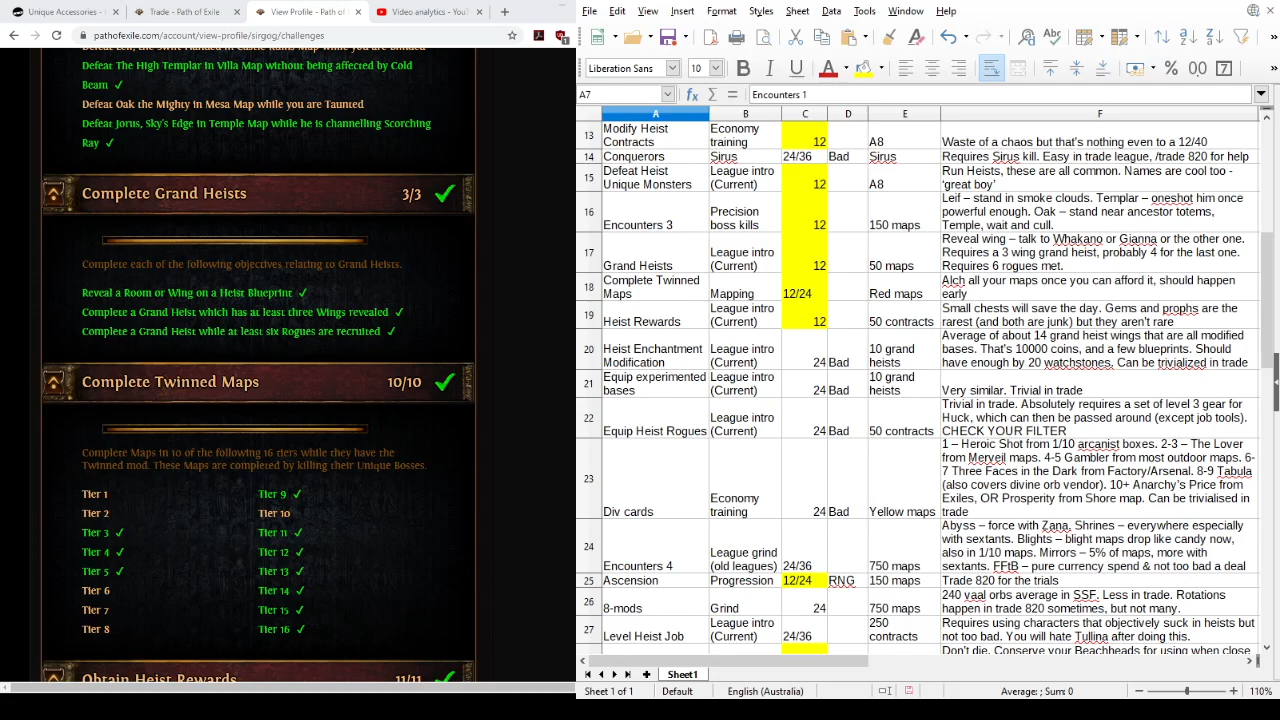 Unique Accessories -
Trade - Path of Exile
View Profile - Path of
Video analytics - You
pathofexile.com/account/view-profile/sirgog/challenges
Defeat The High Templar in Villa Map without being affected by Cold
Beam
Defeat Oak the Mighty in Mesa Map while you are Taunted
Defeat Jorus, Sky's Edge in Temple Map while he is channelling Scorching
Ray
Complete Grand Heists 3/3
Complete each of the following objectives relating to Grand Heists.
Reveal a Room or Wing on a Heist Blueprint
Complete a Grand Heist which has at least three Wings revealed
Complete a Grand Heist while at least six Rogues are recruited
Complete Twinned Maps 10/10
Complete Maps in 10 of the following 16 tiers while they have the
Twinned mod. These Maps are completed by killing their Unique Bosses.
Tier 1 Tier 9
Tier 2 Tier 10
Tier 3 Tier 11
Tier 4 Tier 12
Tier 5 Tier 13
Tier 6 Tier 14
Tier 7 Tier 15
Tier 8 Tier 16
Obtain Heist Rewards 11/11
File Edit View Insert Format Styles Sheet Data Tools Window Help
Liberation Sans 10
A7 Encounters 1
A B C D E F
13 Modify Heist Contracts Economy training 12 A8 Waste of a chaos but that's nothing even to a 12/40
14 Conquerors Sirus 24/36 Bad Sirus Requires Sirus kill. Easy in trade league, /trade 820 for help
15 Defeat Heist Unique Monsters League intro (Current) 12 A8 Run Heists, these are all common. Names are cool too - 'great boy'
16 Encounters 3 Precision boss kills 12 150 maps Leif – stand in smoke clouds. Templar – oneshot him once powerful enough. Oak – stand near ancestor totems, Temple, wait and cull.
17 Grand Heists League intro (Current) 12 50 maps Reveal wing – talk to Whakano or Gianna or the other one. Requires a 3 wing grand heist, probably 4 for the last one. Requires 6 rogues met.
18 Complete Twinned Maps Mapping 12/24 Red maps Alch all your maps once you can afford it, should happen early
19 Heist Rewards League intro (Current) 12 50 contracts Small chests will save the day. Gems and prophs are the rarest (and both are junk) but they aren't rare
20 Heist Enchantment Modification League intro (Current) 24 Bad 10 grand heists Average of about 14 grand heist wings that are all modified bases. That's 10000 coins, and a few blueprints. Should have enough by 20 watchstones. Can be trivialized in trade
21 Equip experimented bases League intro (Current) 24 Bad 10 grand heists Very similar. Trivial in trade
22 Equip Heist Rogues League intro (Current) 24 Bad 50 contracts Trivial in trade. Absolutely requires a set of level 3 gear for Huck, which can then be passed around (except job tools). CHECK YOUR FILTER
23 Div cards Economy training 24 Bad Yellow maps 1 – Heroic Shot from 1/10 arcanist boxes. 2-3 – The Lover from Merveil maps. 4-5 Gambler from most outdoor maps. 6-7 Three Faces in the Dark from Factory/Arsenal. 8-9 Tabula (also covers divine orb vendor). 10+ Anarchy's Price from Exiles, OR Prosperity from Shore map. Can be trivialised in trade
24 Encounters 4 League grind (old leagues) 24/36 750 maps Abyss – force with Zana. Shrines – everywhere especially with sextants. Blights – blight maps drop like candy now, also in 1/10 maps. Mirrors – 5% of maps, more with sextants. FFtB – pure currency spend & not too bad a deal
25 Ascension Progression 12/24 RNG 150 maps Trade 820 for the trials
26 8-mods Grind 24 750 maps 240 vaal orbs average in SSF. Less in trade. Rotations happen in trade 820 sometimes, but not many.
27 Level Heist Job League intro (Current) 24/36 250 contracts Requires using characters that objectively suck in heists but not too bad. You will hate Tullina after doing this.
Don't die. Conserve your Beachheads for using when close
Sheet1
Sheet 1 of 1 Default English (Australia) Average: ; Sum: 0 110%